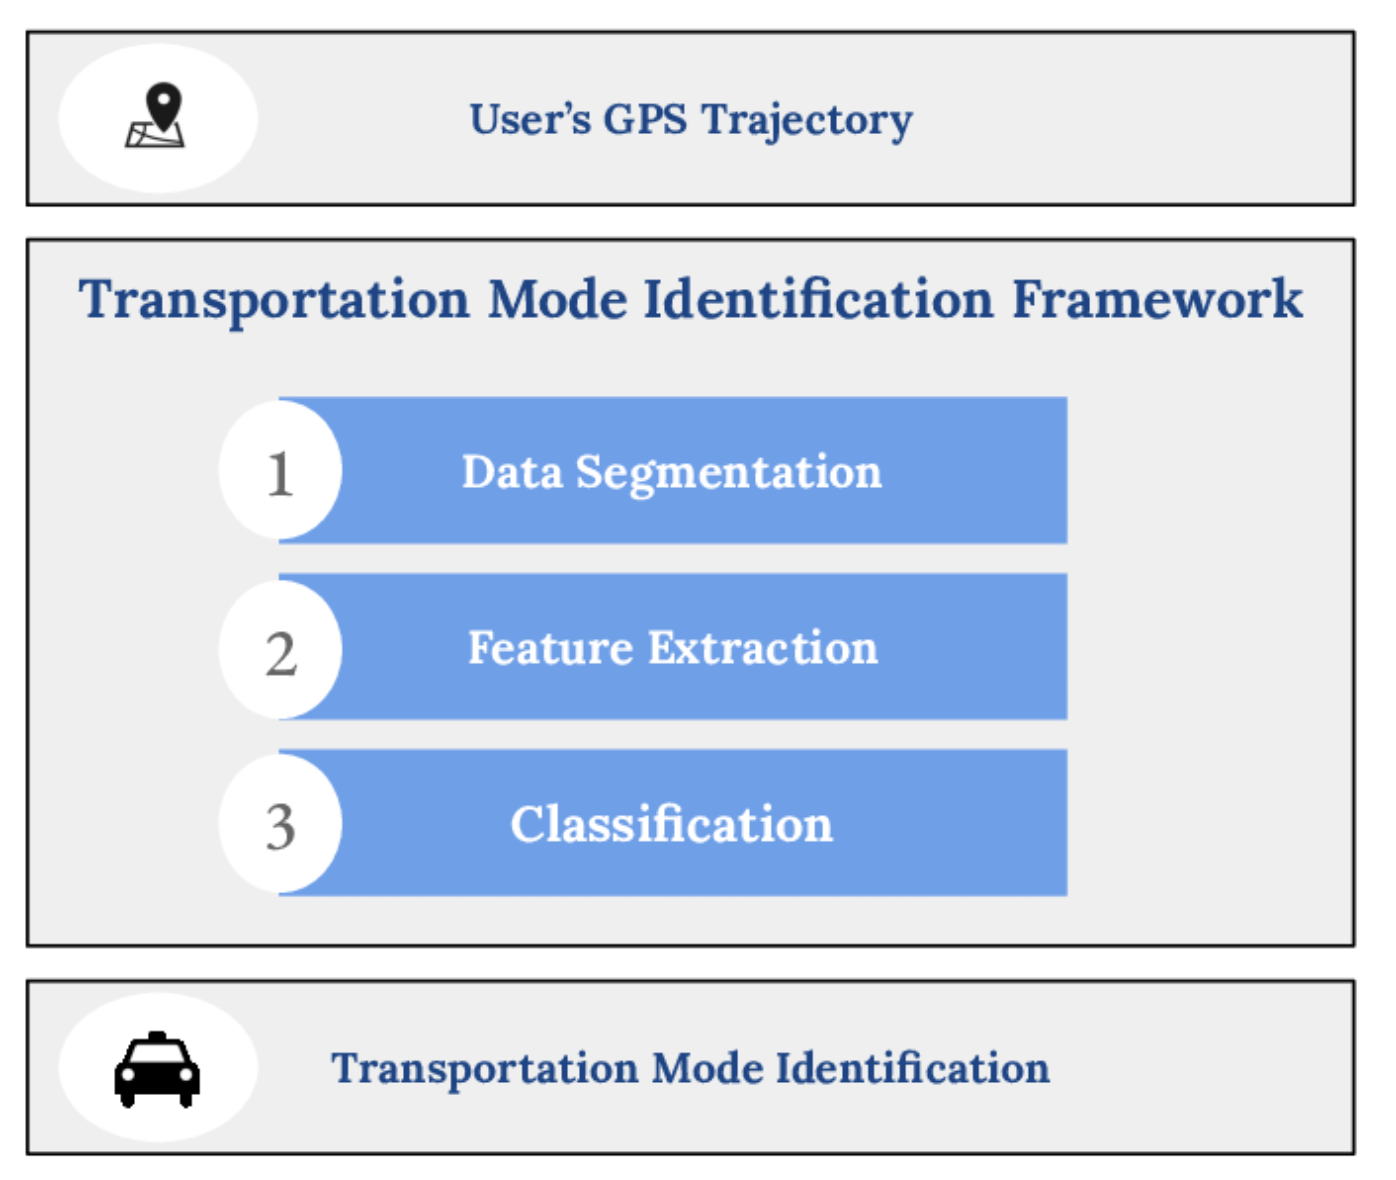 User’s GPS Trajectory
Transportation Mode Identification Framework
1 Data Segmentation
2 Feature Extraction
3 Classification
Transportation Mode Identification